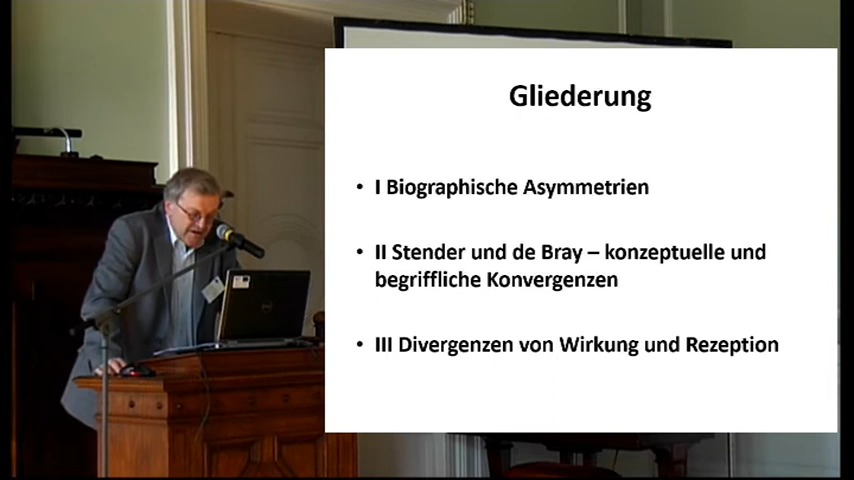 Gliederung
• I Biographische Asymmetrien
• II Stender und de Bray – konzeptuelle und
begriffliche Konvergenzen
• III Divergenzen von Wirkung und Rezeption